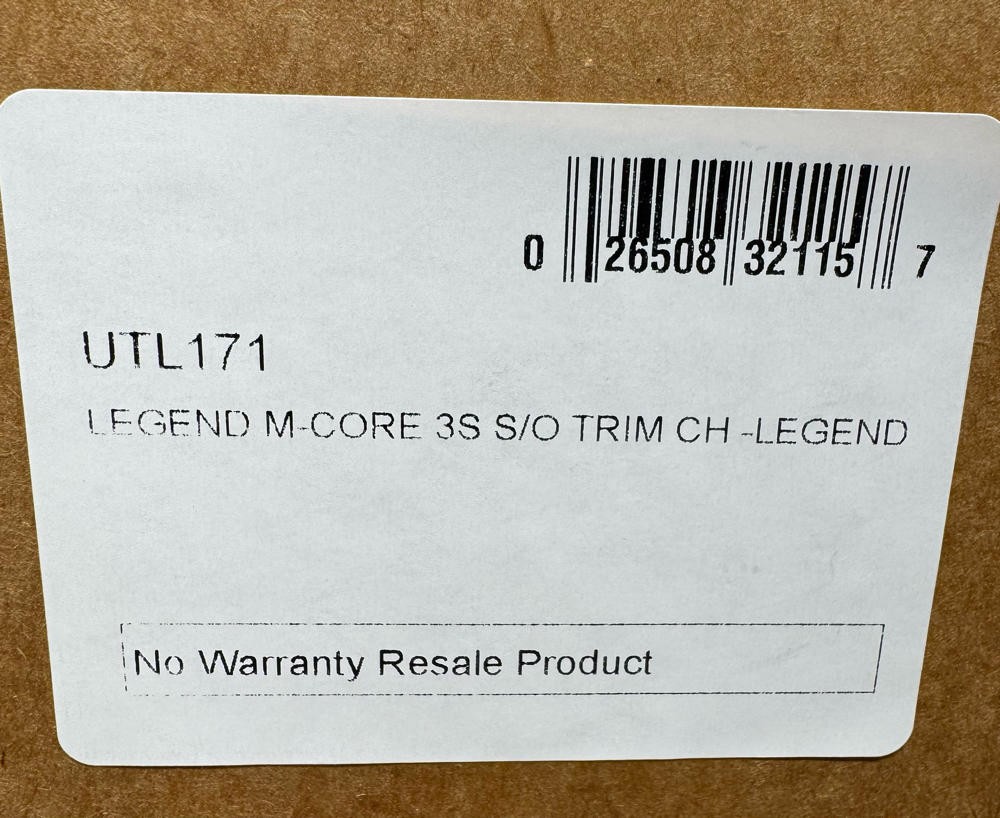 0 26508 32115 7
UTL171
LEGEND M-CORE 3S S/O TRIM CH -LEGEND
No Warranty Resale Product